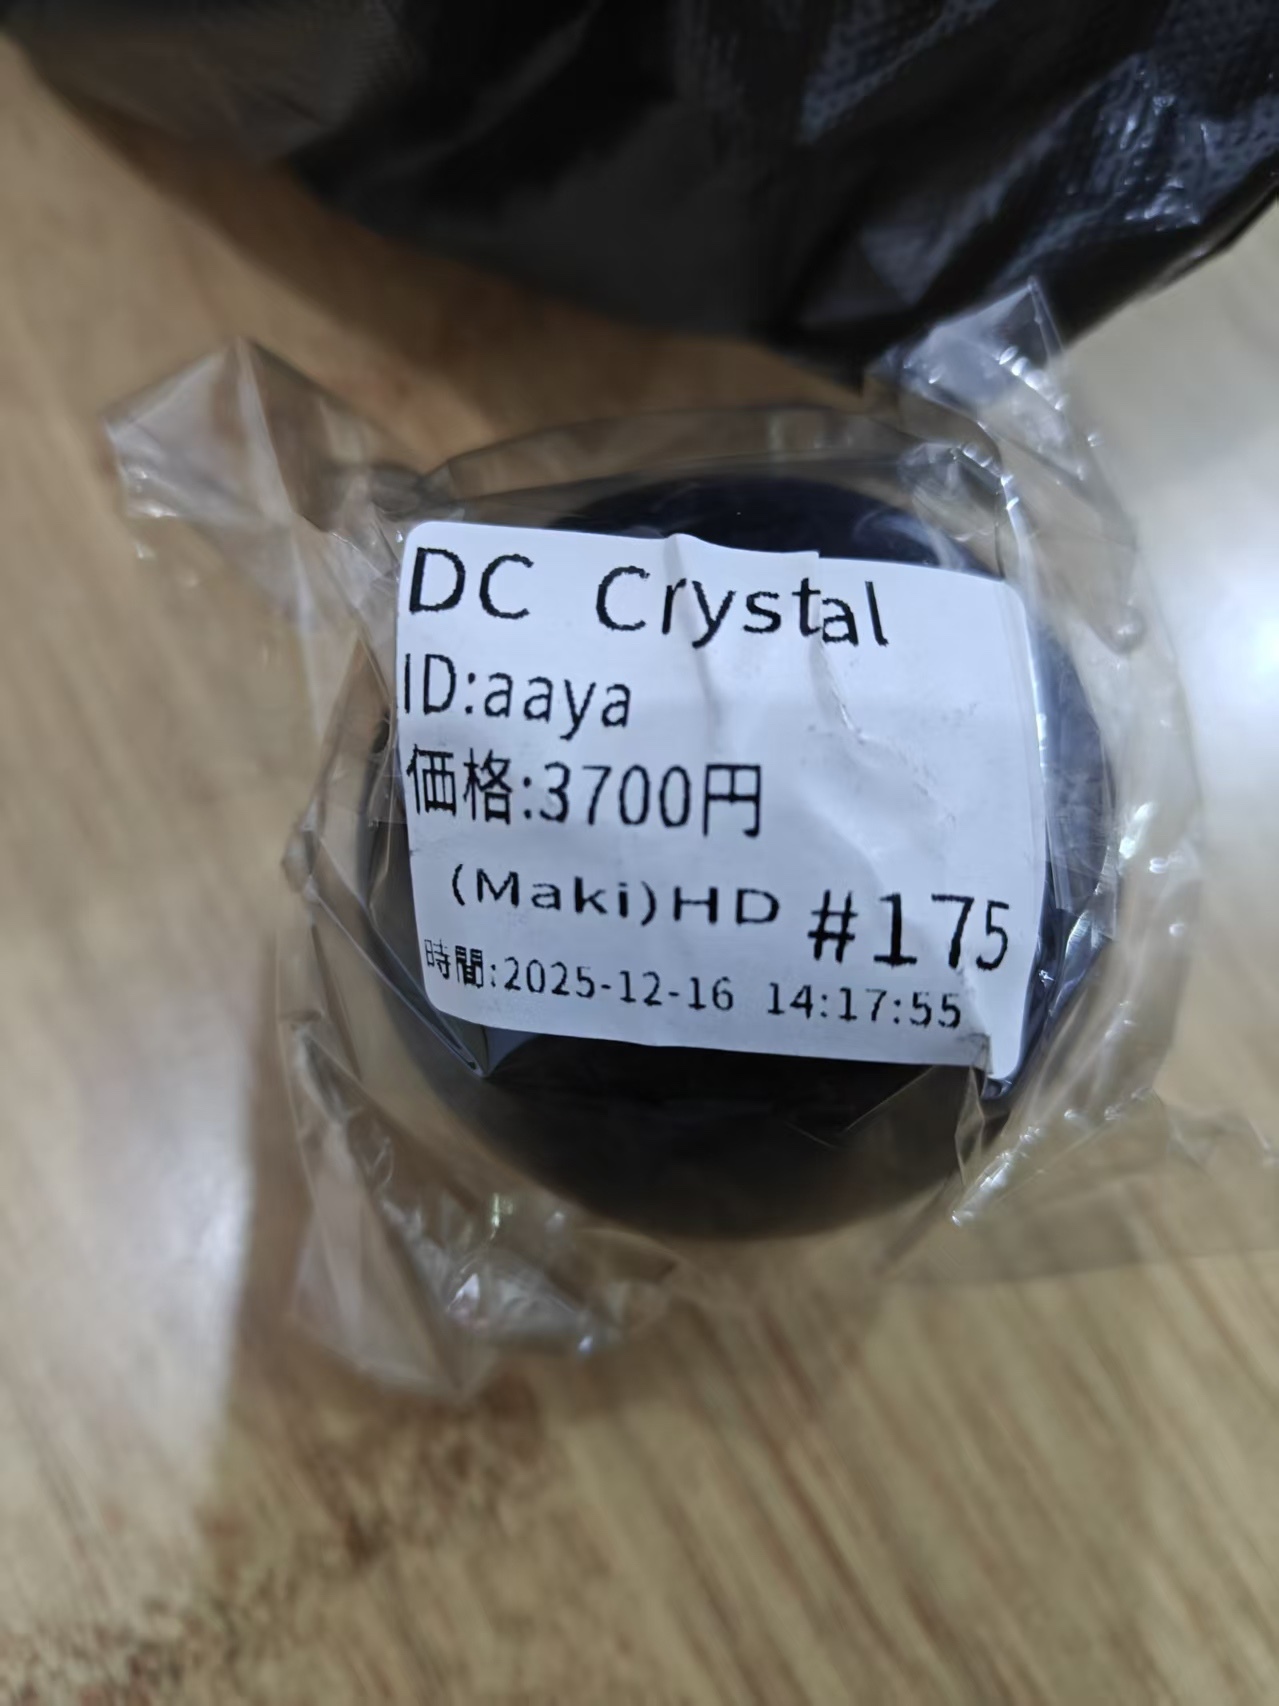 DC Crystal
ID:aaya
価格:3700円
(Maki)HD #175
時間:2025-12-16 14:17:55